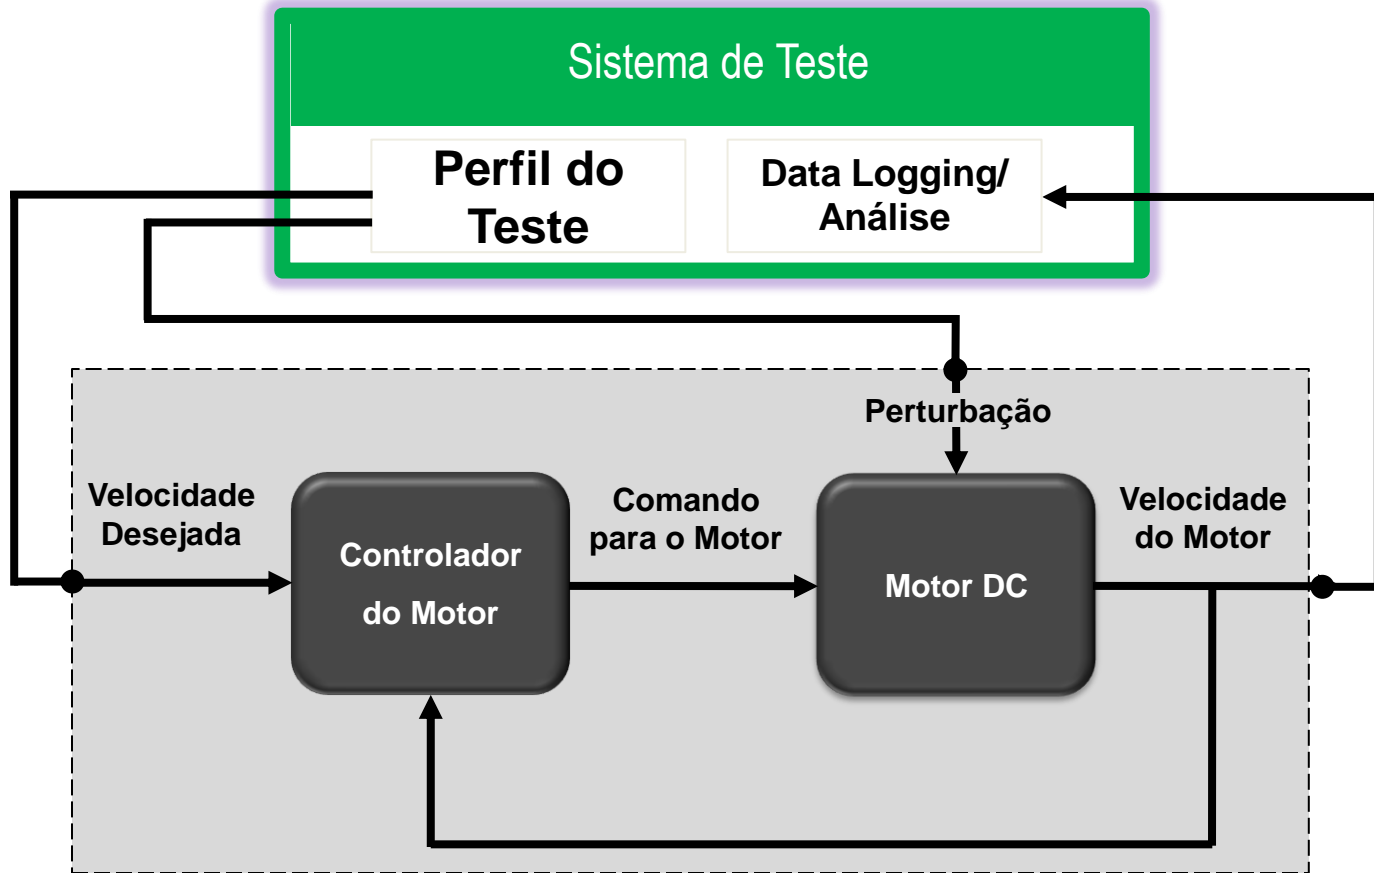 Sistema de Teste
Perfil do
Teste
Data Logging/
Análise
Perturbação
Velocidade
Desejada
Controlador
do Motor
Comando
para o Motor
Motor DC
Velocidade
do Motor